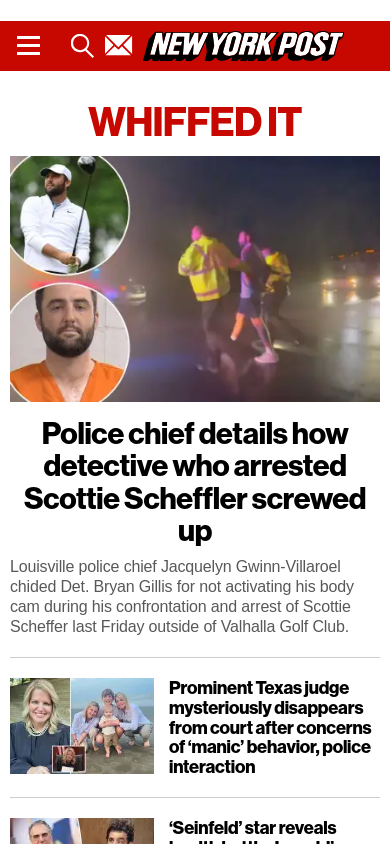 NEW YORK POST
WHIFFED IT
Police chief details how
detective who arrested
Scottie Scheffler screwed
up
Louisville police chief Jacquelyn Gwinn-Villaroel
chided Det. Bryan Gillis for not activating his body
cam during his confrontation and arrest of Scottie
Scheffer last Friday outside of Valhalla Golf Club.
Prominent Texas judge
mysteriously disappears
from court after concerns
of ‘manic’ behavior, police
interaction
‘Seinfeld’ star reveals